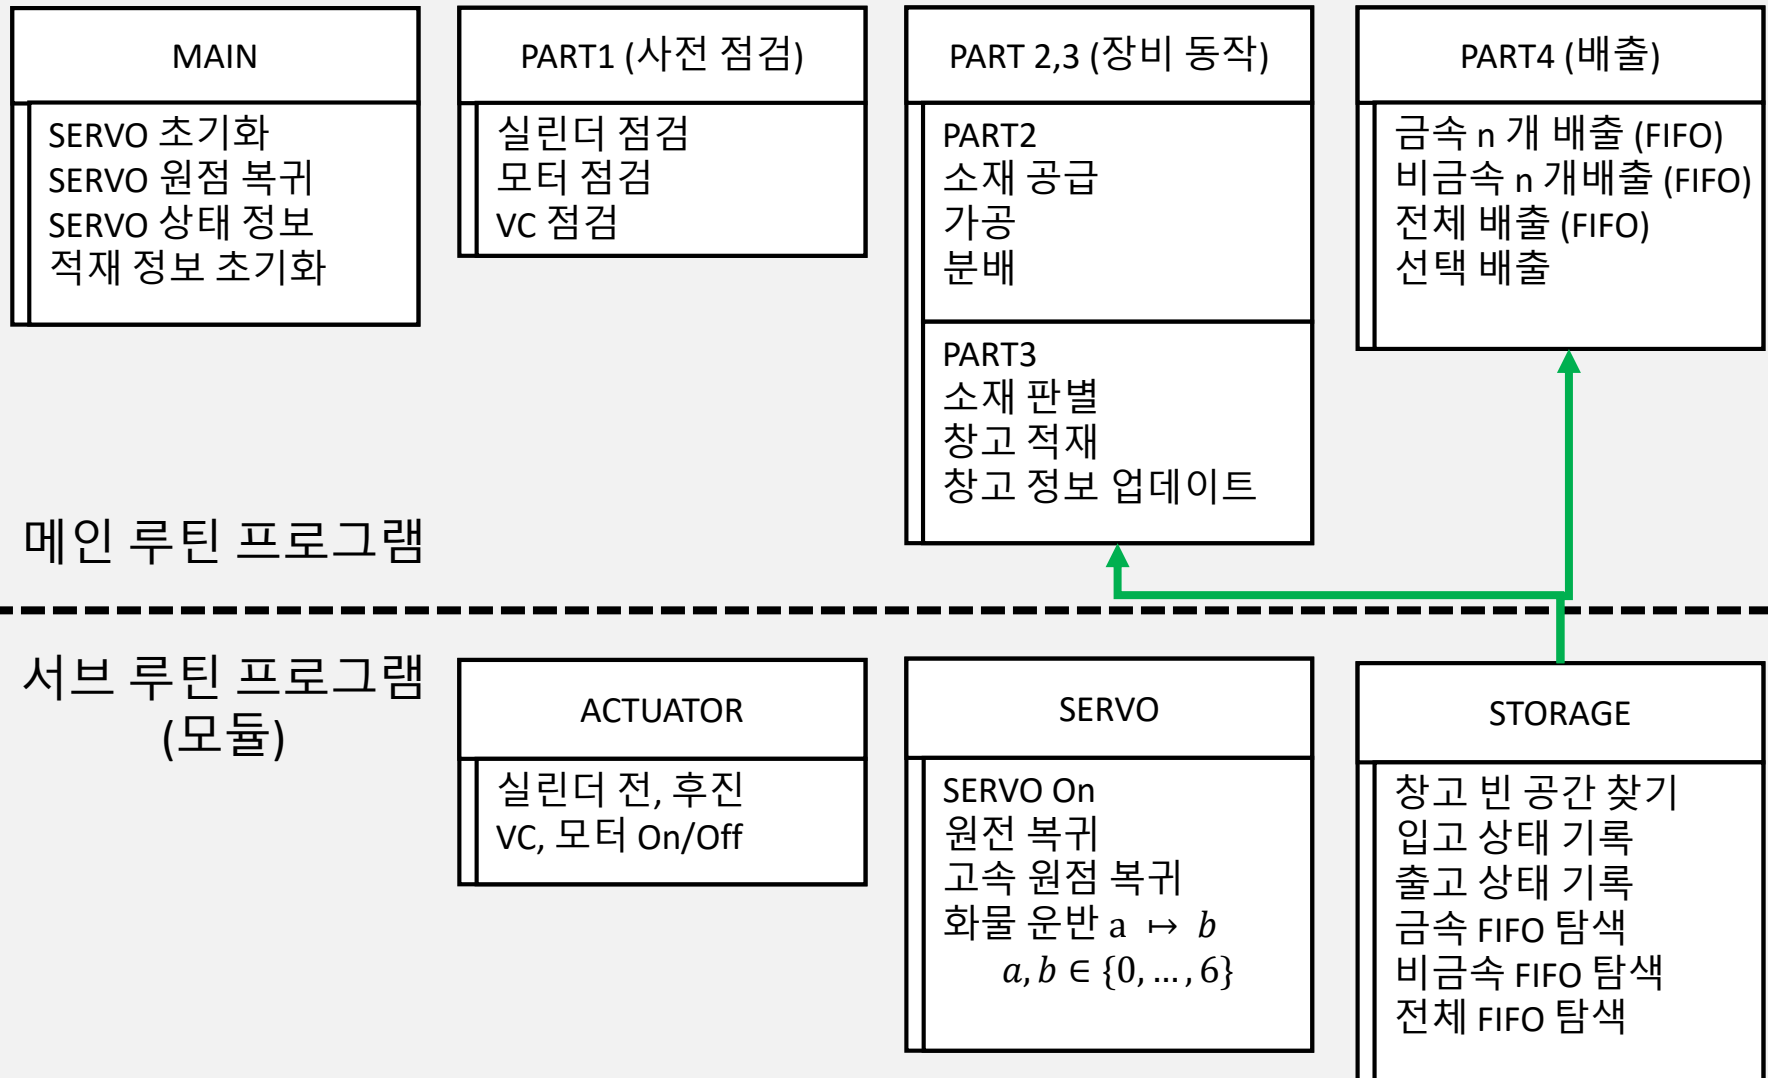 MAIN
SERVO 초기화
SERVO 원점 복귀
SERVO 상태 정보
적재 정보 초기화
PART1 (사전 점검)
실린더 점검
모터 점검
VC 점검
PART 2,3 (장비 동작)
PART2
소재 공급
가공
분배
PART3
소재 판별
창고 적재
창고 정보 업데이트
PART4 (배출)
금속 n 개 배출 (FIFO)
비금속 n 개배출 (FIFO)
전체 배출 (FIFO)
선택 배출
메인 루틴 프로그램
서브 루틴 프로그램
(모듈)
ACTUATOR
실린더 전, 후진
VC, 모터 On/Off
SERVO
SERVO On
원전 복귀
고속 원점 복귀
화물 운반 a ↦ b
a, b ∈ {0, … , 6}
STORAGE
창고 빈 공간 찾기
입고 상태 기록
출고 상태 기록
금속 FIFO 탐색
비금속 FIFO 탐색
전체 FIFO 탐색